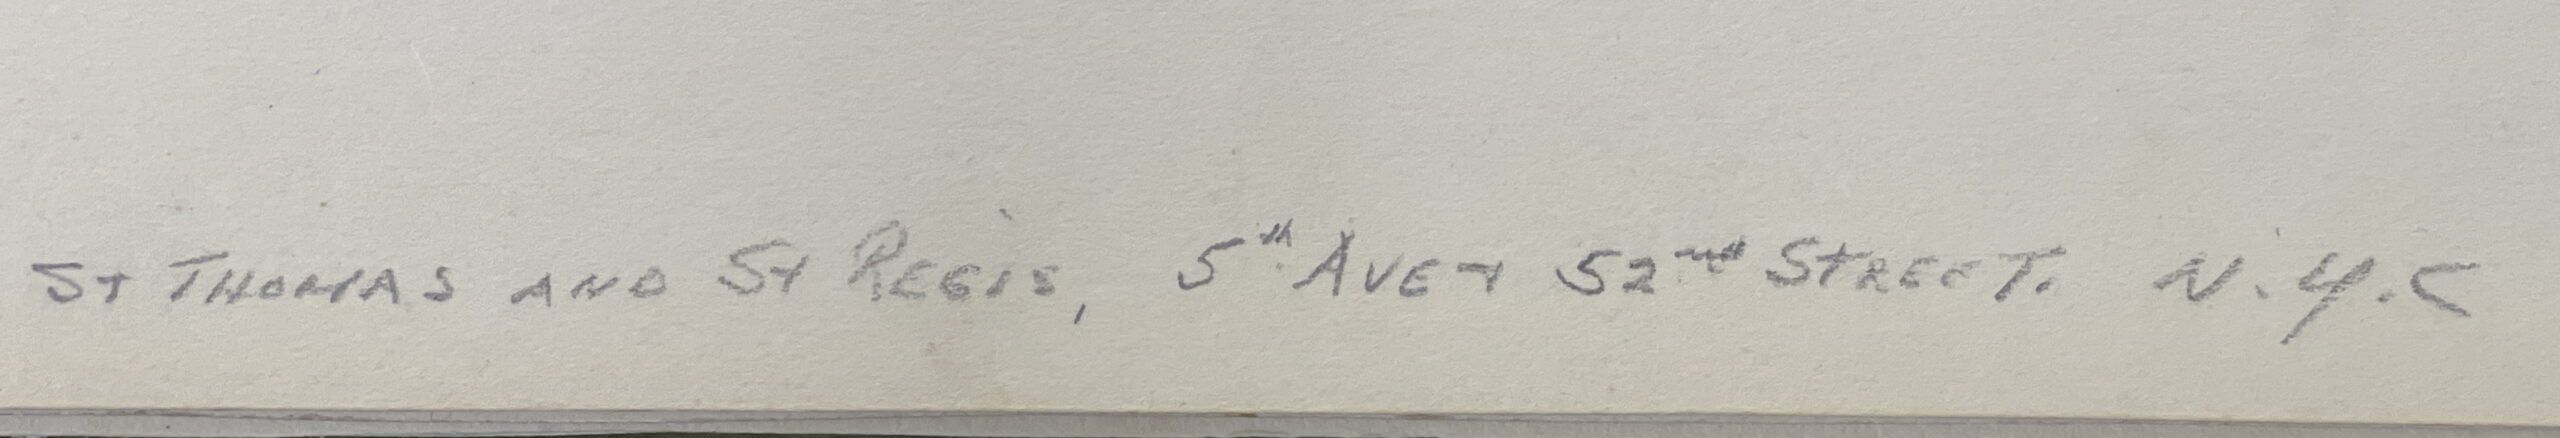 St THOMAS AND St REGIS, 5th AVE + 52nd STREET. N.Y.C